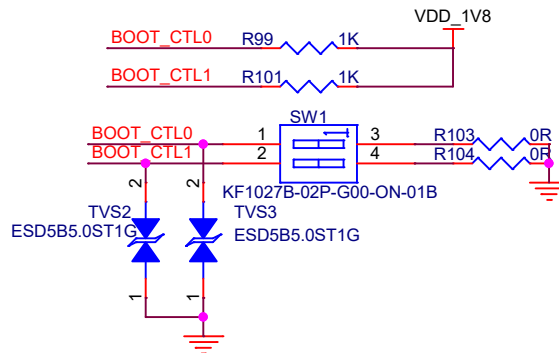 VDD_1V8
BOOT_CTL0 R99 1K
BOOT_CTL1 R101 1K
SW1
BOOT_CTL0 1 3 R103 0R
BOOT_CTL1 2 4 R104 0R
KF1027B-02P-G00-ON-01B
2 2
TVS2 TVS3
ESD5B5.0ST1G ESD5B5.0ST1G
1 1